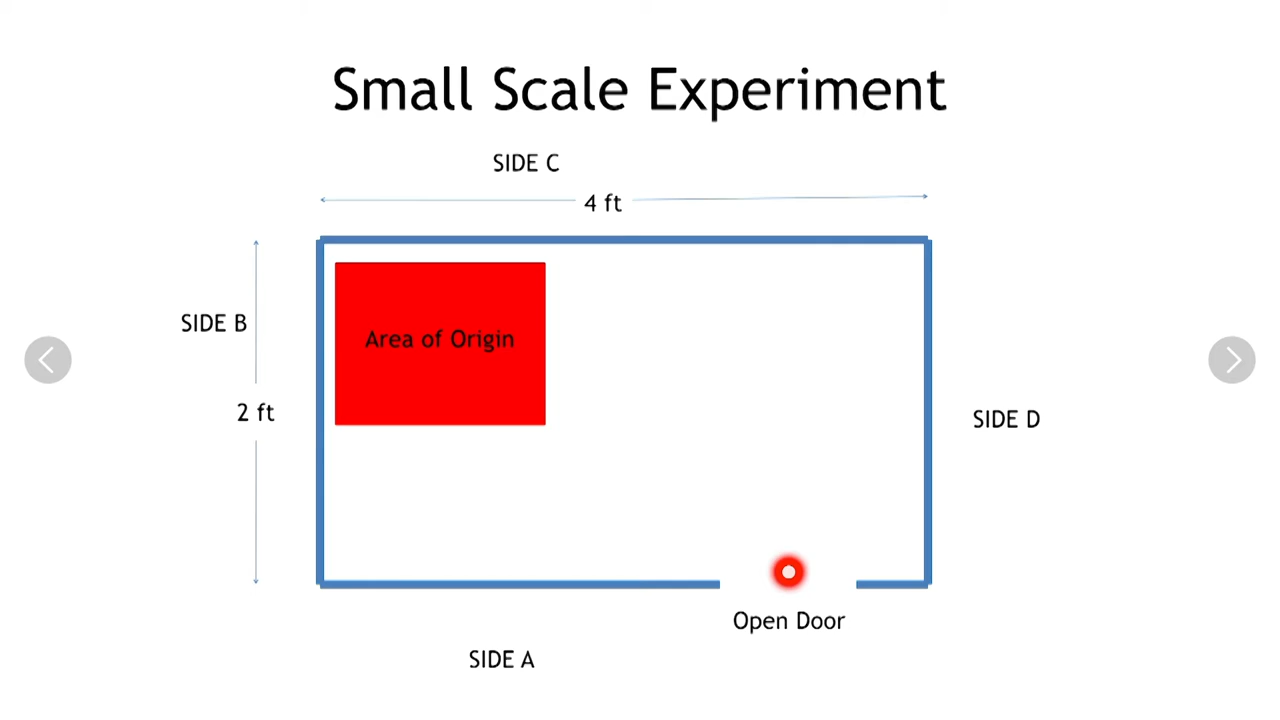 Small Scale Experiment
SIDE C
4 ft
SIDE B
Area of Origin
2 ft
SIDE D
Open Door
SIDE A